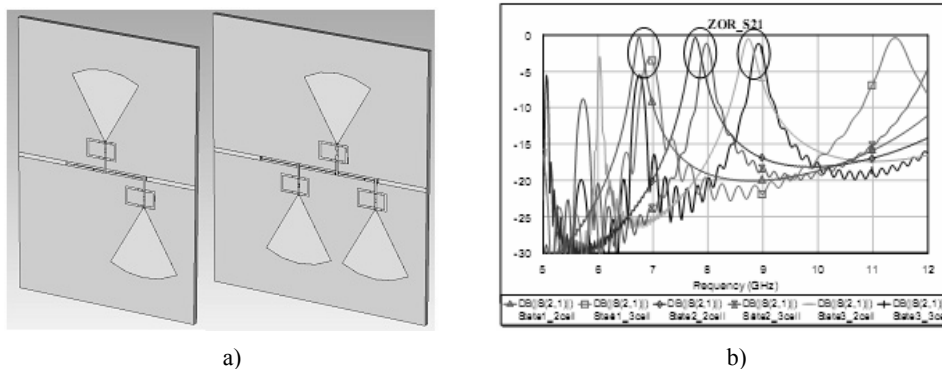 ZOR_S21
0
-5
-10
-15
-20
-25
-30
5 6 7 8 9 10 11 12
Frequency (GHz)
DB(|S(2,1)|) DB(|S(2,1)|) DB(|S(2,1)|) DB(|S(2,1)|) DB(|S(2,1)|) DB(|S(2,1)|)
State1_2cell State1_3cell State2_2cell State2_3cell State3_2cell State3_3ce
a) b)